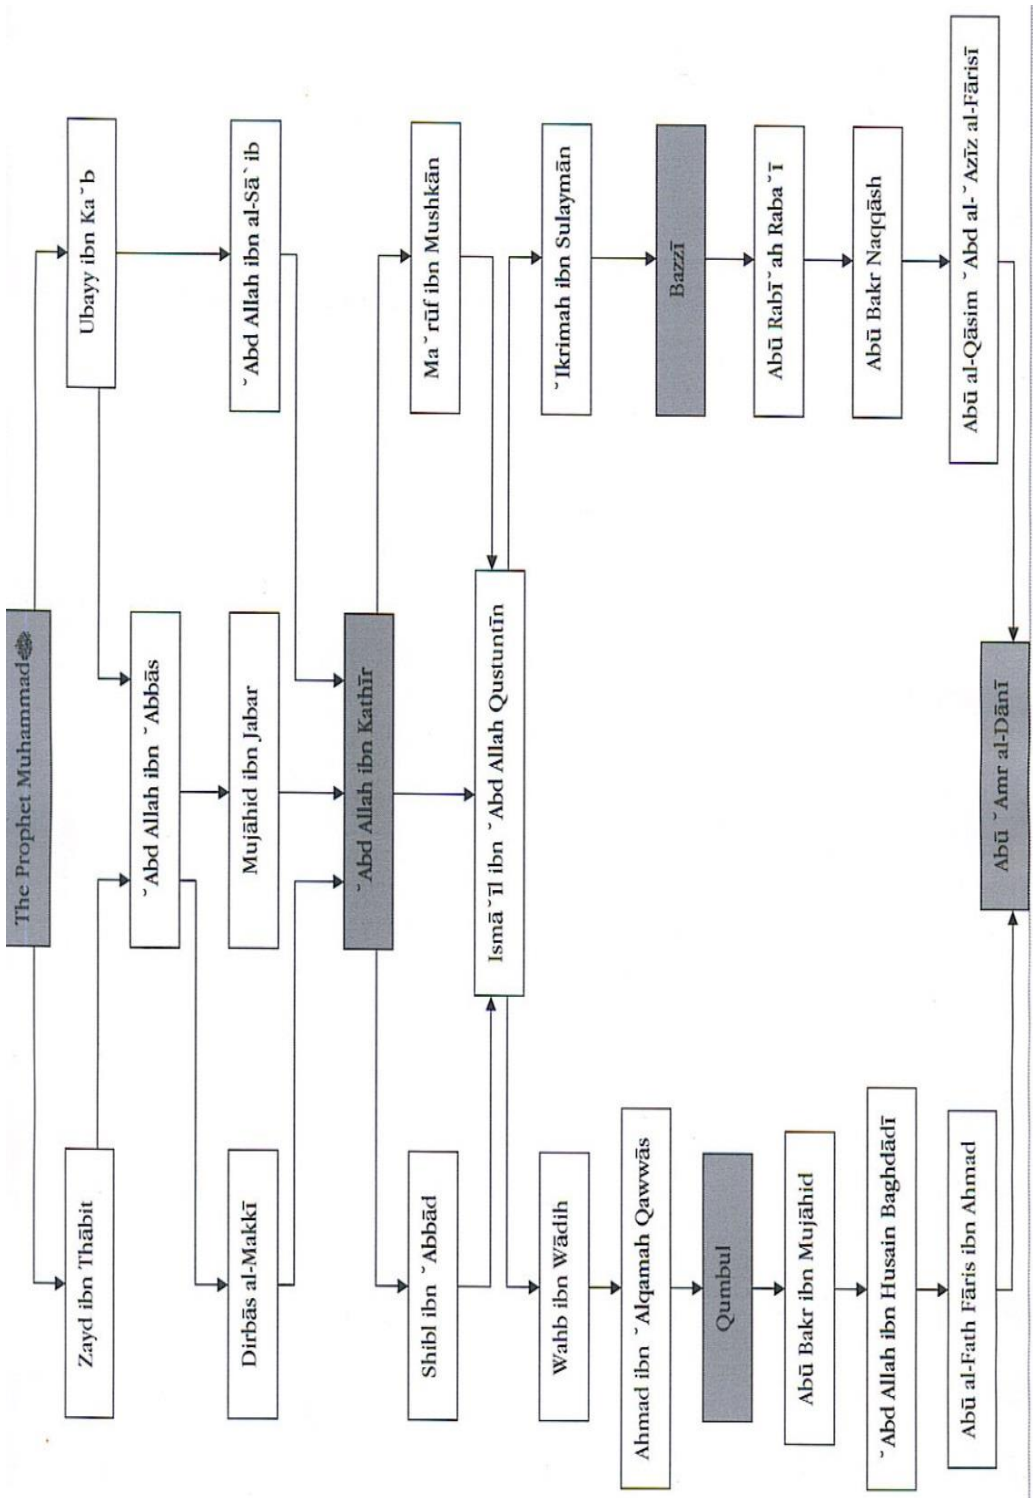 The Prophet Muhammad ﷺ
Zayd ibn Thābit
Ubayy ibn Ka˘b
˘Abd Allah ibn ˘Abbās
Dirbās al-Makkī
Mujāhid ibn Jabar
˘Abd Allah ibn al-Sā`ib
˘Abd Allah ibn Kathīr
Shibl ibn ˘Abbād
Ma˘rūf ibn Mushkān
Ismā˘īl ibn ˘Abd Allah Qustuntīn
Wahb ibn Wādih
˘Ikrimah ibn Sulaymān
Ahmad ibn ˘Alqamah Qawwās
Bazzī
Qumbul
Abū Rabī˘ah Raba˘ī
Abū Bakr ibn Mujāhid
Abū Bakr Naqqāsh
˘Abd Allah ibn Husain Baghdādī
Abū al-Fath Fāris ibn Ahmad
Abū al-Qāsim ˘Abd al-˘Azīz al-Fārisī
Abū ˘Amr al-Dānī